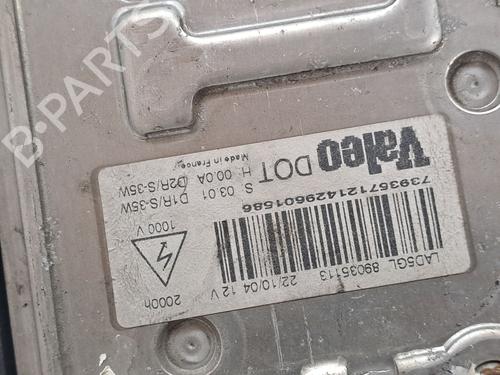 B-PARTS
Valeo
DOT
Made in France
H: 00.0A D2R/S-35W
S: 03.01 D1R/S-35W
1000 V
2000h
739357121429601586
LAD5GL 89035113
22/10/04 12 V